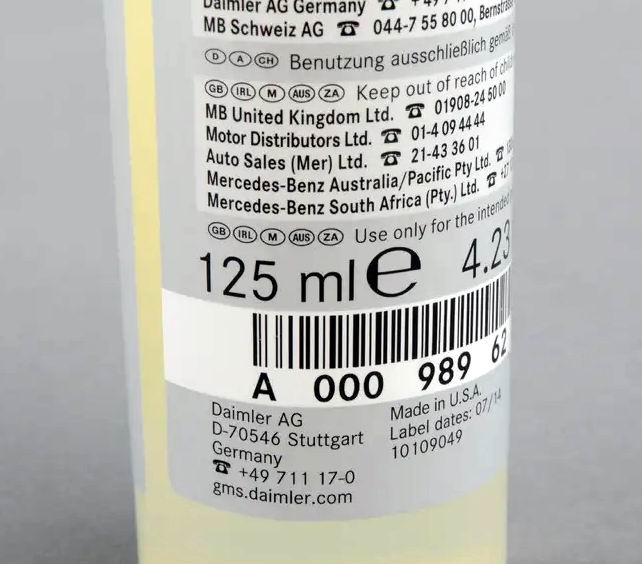 Daimler AG Germany ☎ +49 7
MB Schweiz AG ☎ 044-7 55 80 00,
D A CH Benutzung ausschließlich
GB IRL M AUS ZA Keep out of reach of
MB United Kingdom Ltd. ☎ 01908-24 50 00
Motor Distributors Ltd. ☎ 01-4 09 44 44
Auto Sales (Mer) Ltd. ☎ 21-43 36 01
Mercedes-Benz Australia/Pacific Pty Ltd. ☎
Mercedes-Benz South Africa (Pty.) Ltd. ☎
GB IRL M AUS ZA Use only for the
125 ml e 4.23
A 000 989 62
Daimler AG
D-70546 Stuttgart
Germany
☎ +49 711 17-0
gms.daimler.com
Made in U.S.A.
Label dates: 07/14
10109049